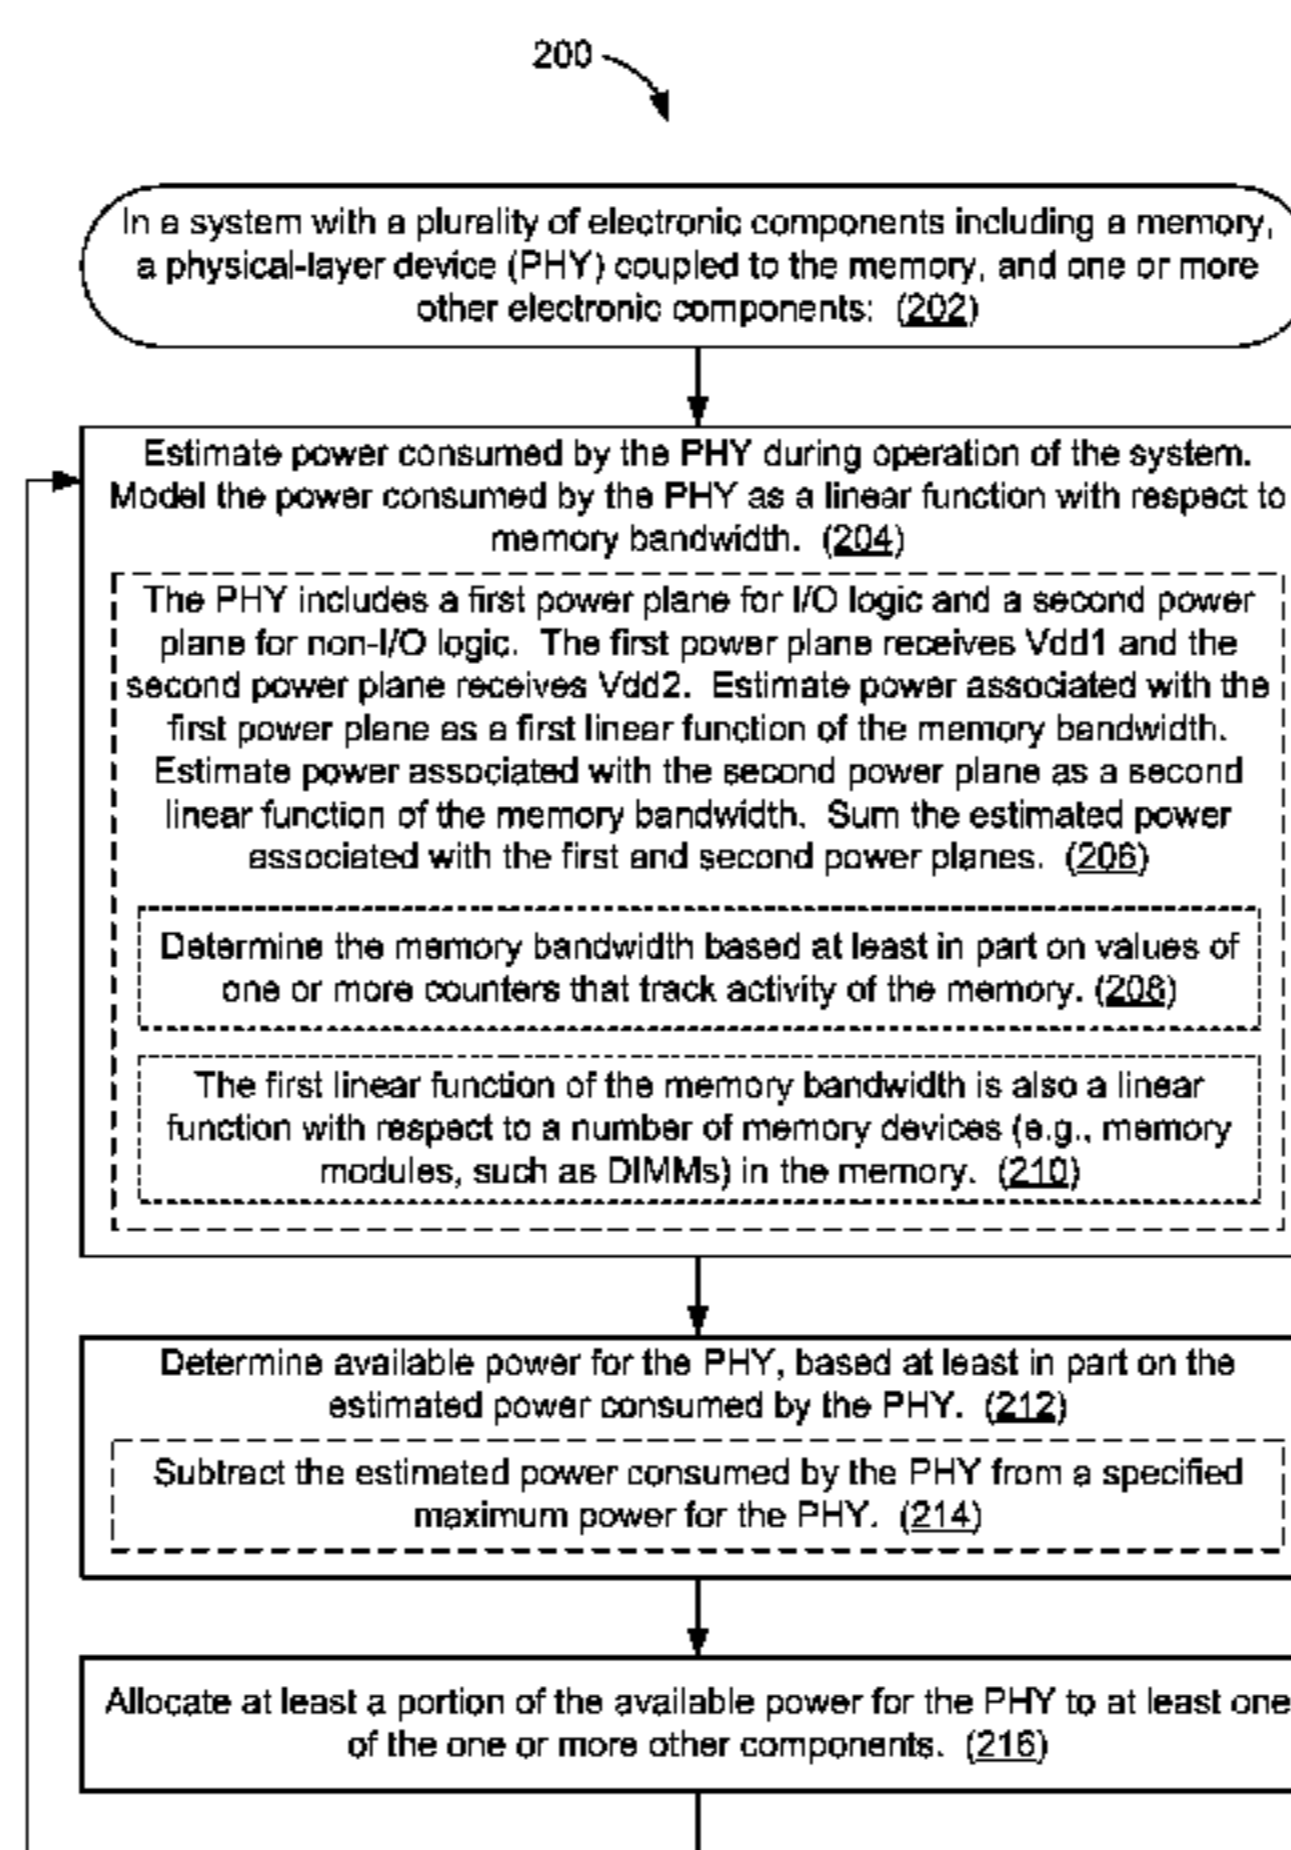 200
In a system with a plurality of electronic components including a memory,
a physical-layer device (PHY) coupled to the memory, and one or more
other electronic components: (202)
Estimate power consumed by the PHY during operation of the system.
Model the power consumed by the PHY as a linear function with respect to
memory bandwidth. (204)
The PHY includes a first power plane for I/O logic and a second power
plane for non-I/O logic. The first power plane receives Vdd1 and the
second power plane receives Vdd2. Estimate power associated with the
first power plane as a first linear function of the memory bandwidth.
Estimate power associated with the second power plane as a second
linear function of the memory bandwidth. Sum the estimated power
associated with the first and second power planes. (206)
Determine the memory bandwidth based at least in part on values of
one or more counters that track activity of the memory. (208)
The first linear function of the memory bandwidth is also a linear
function with respect to a number of memory devices (e.g., memory
modules, such as DIMMs) in the memory. (210)
Determine available power for the PHY, based at least in part on the
estimated power consumed by the PHY. (212)
Subtract the estimated power consumed by the PHY from a specified
maximum power for the PHY. (214)
Allocate at least a portion of the available power for the PHY to at least one
of the one or more other components. (216)